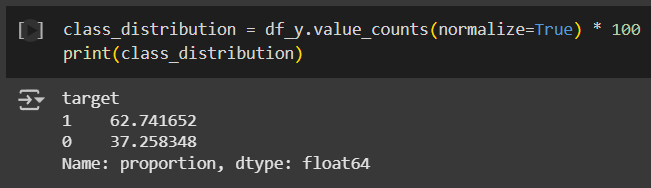 class_distribution = df_y.value_counts(normalize=True) * 100
print(class_distribution)
target
1    62.741652
0    37.258348
Name: proportion, dtype: float64